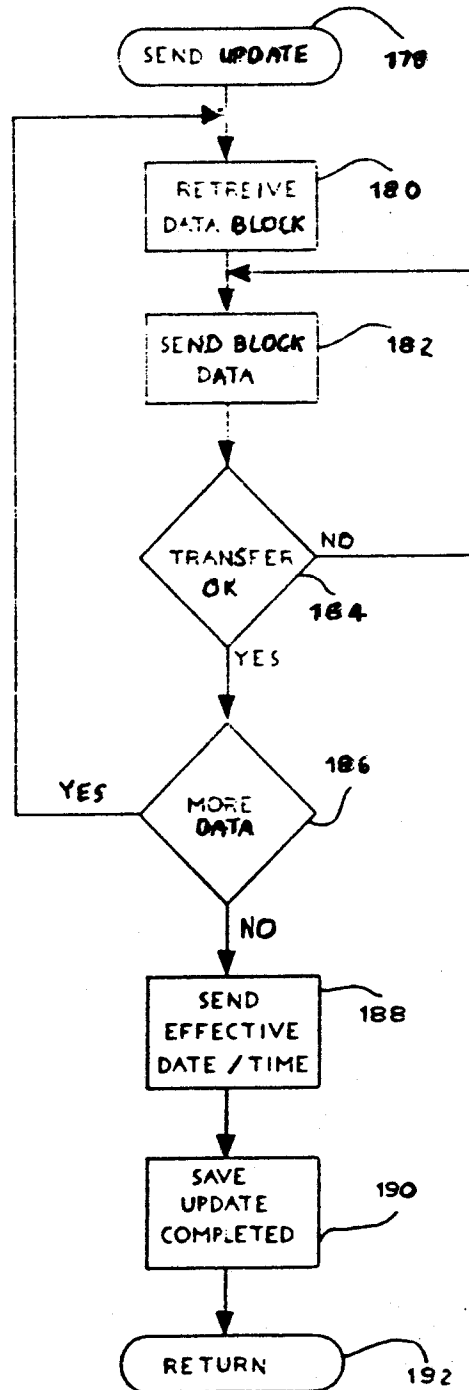 SEND UPDATE
178
RETREIVE
DATA BLOCK
180
SEND BLOCK
DATA
182
TRANSFER
OK
NO
184
YES
MORE
DATA
186
YES
NO
SEND
EFFECTIVE
DATE / TIME
188
SAVE
UPDATE
COMPLETED
190
RETURN
192